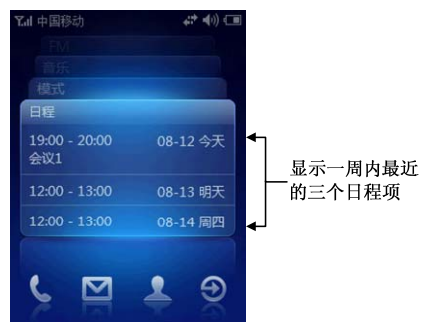 中国移动
FM
音乐
模式
日程
19:00 - 20:00 08-12 今天
会议1
12:00 - 13:00 08-13 明天
12:00 - 13:00 08-14 周四
显示一周内最近
的三个日程项